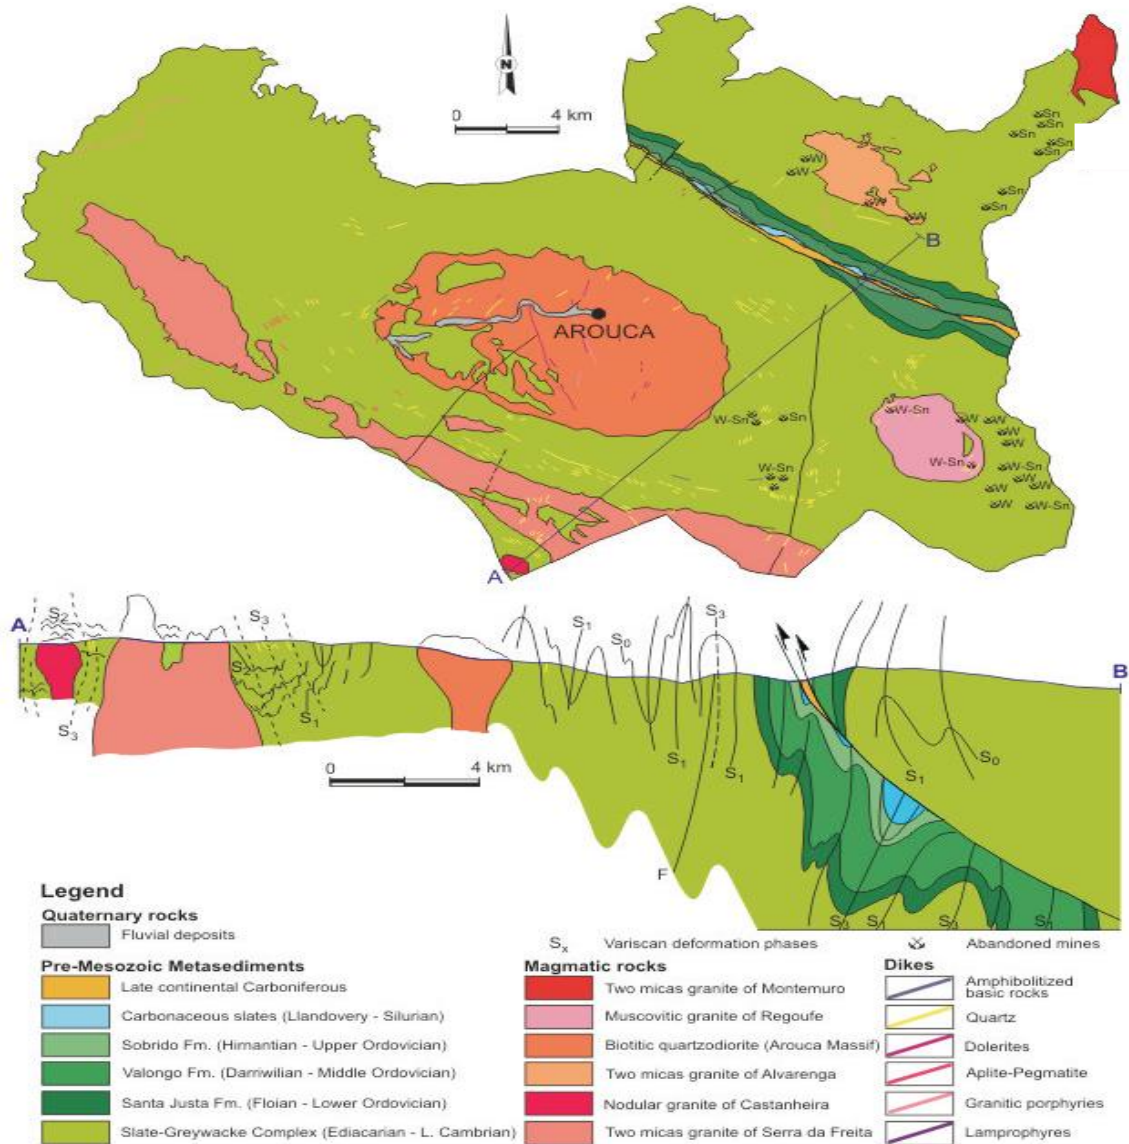 N
0 4 km
Sn
Sn
Sn
Sn
Sn
W
W
Sn
W
W
Sn
B
AROUCA
W-Sn
W-Sn
Sn
W
W
W
W
W-Sn
W-Sn
W-Sn
W
W
W
W
W-Sn
A
A
S2
S3
S1
S0
S3
S2
S1
S3
S1
S1
S1
S0
B
0 4 km
F
S3
S1
S3
S1
Legend
Quaternary rocks
Fluvial deposits
Sx Variscan deformation phases
Abandoned mines
Pre-Mesozoic Metasediments
Late continental Carboniferous
Carbonaceous slates (Llandovery - Silurian)
Sobrido Fm. (Hirnantian - Upper Ordovician)
Valongo Fm. (Darriwilian - Middle Ordovician)
Santa Justa Fm. (Floian - Lower Ordovician)
Slate-Greywacke Complex (Ediacarian - L. Cambrian)
Magmatic rocks
Two micas granite of Montemuro
Muscovitic granite of Regoufe
Biotitic quartzodiorite (Arouca Massif)
Two micas granite of Alvarenga
Nodular granite of Castanheira
Two micas granite of Serra da Freita
Dikes
Amphibolitized
basic rocks
Quartz
Dolerites
Aplite-Pegmatite
Granitic porphyries
Lamprophyres